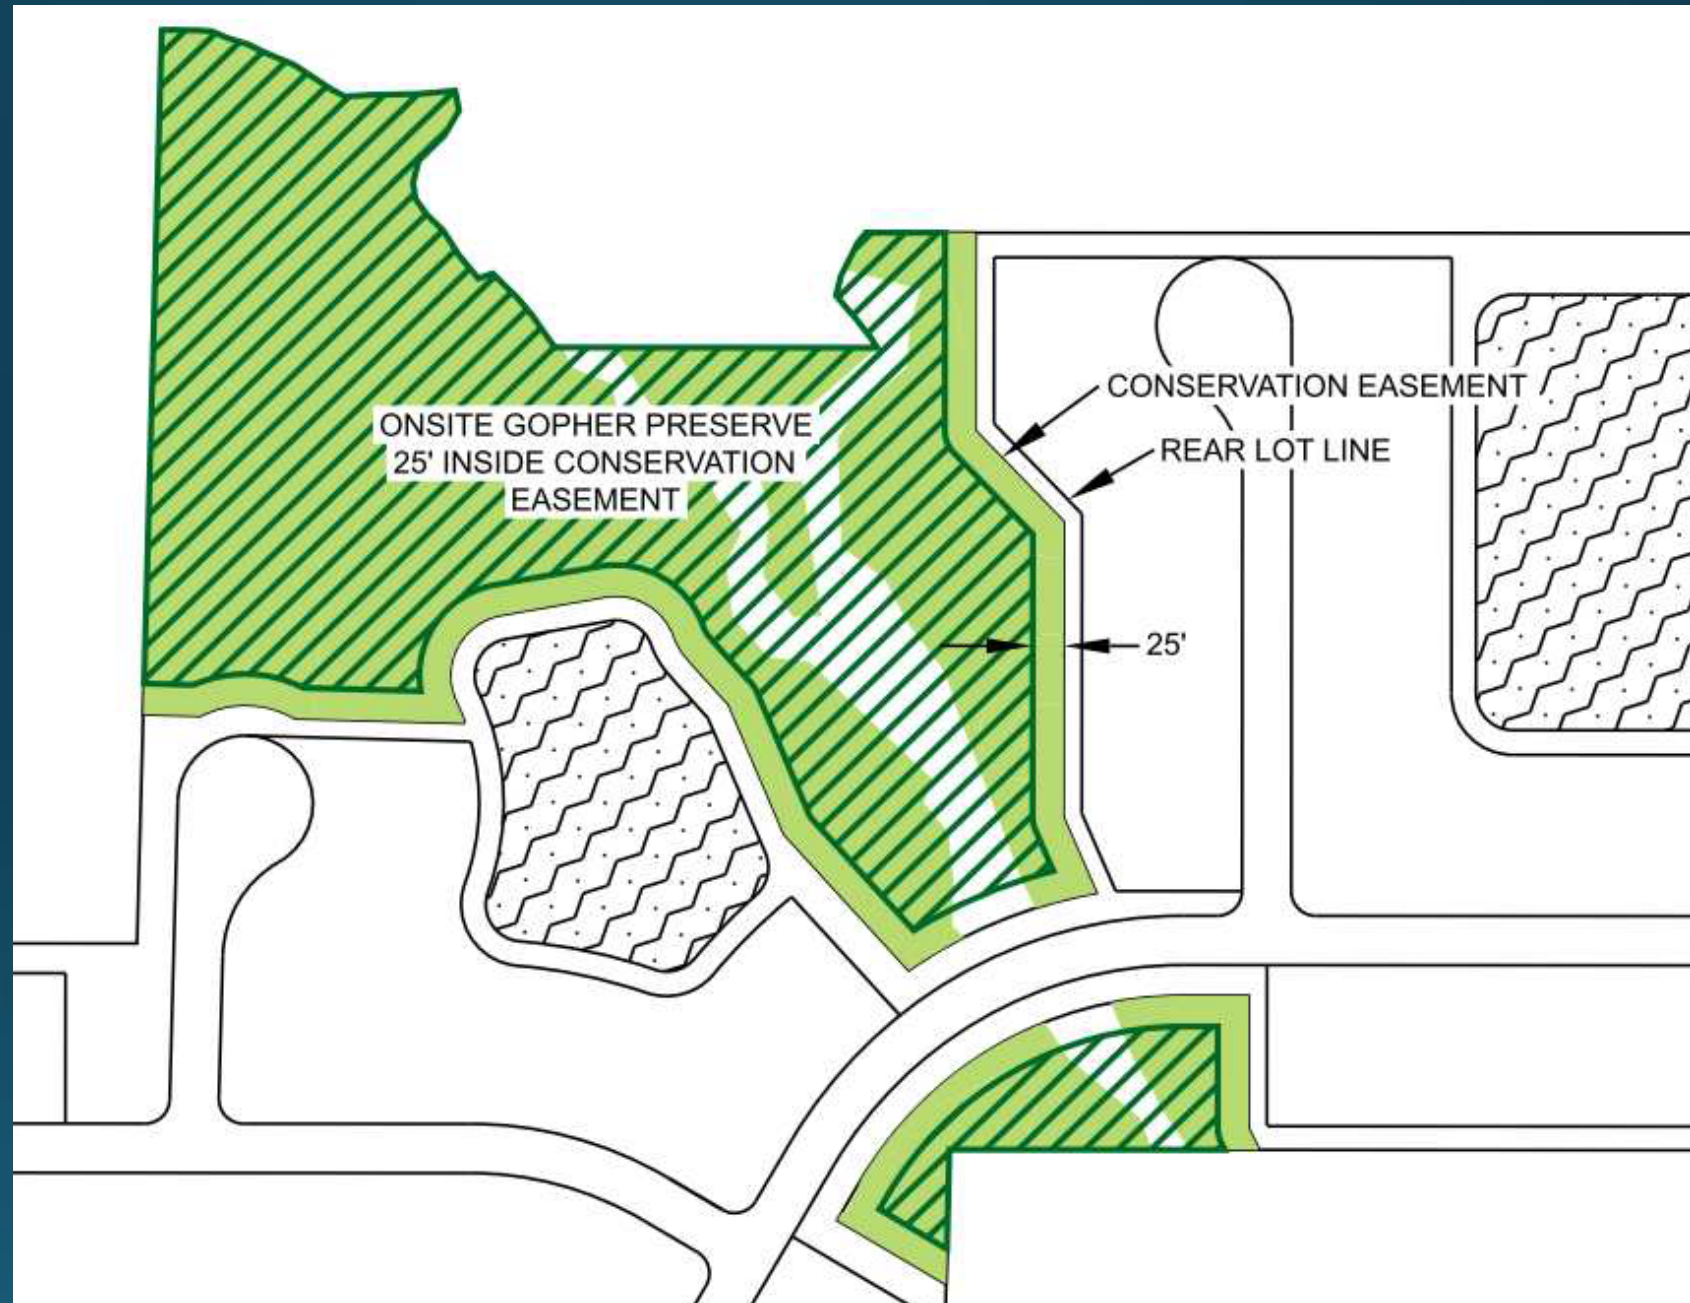 ONSITE GOPHER PRESERVE
25' INSIDE CONSERVATION
EASEMENT
CONSERVATION EASEMENT
REAR LOT LINE
25'